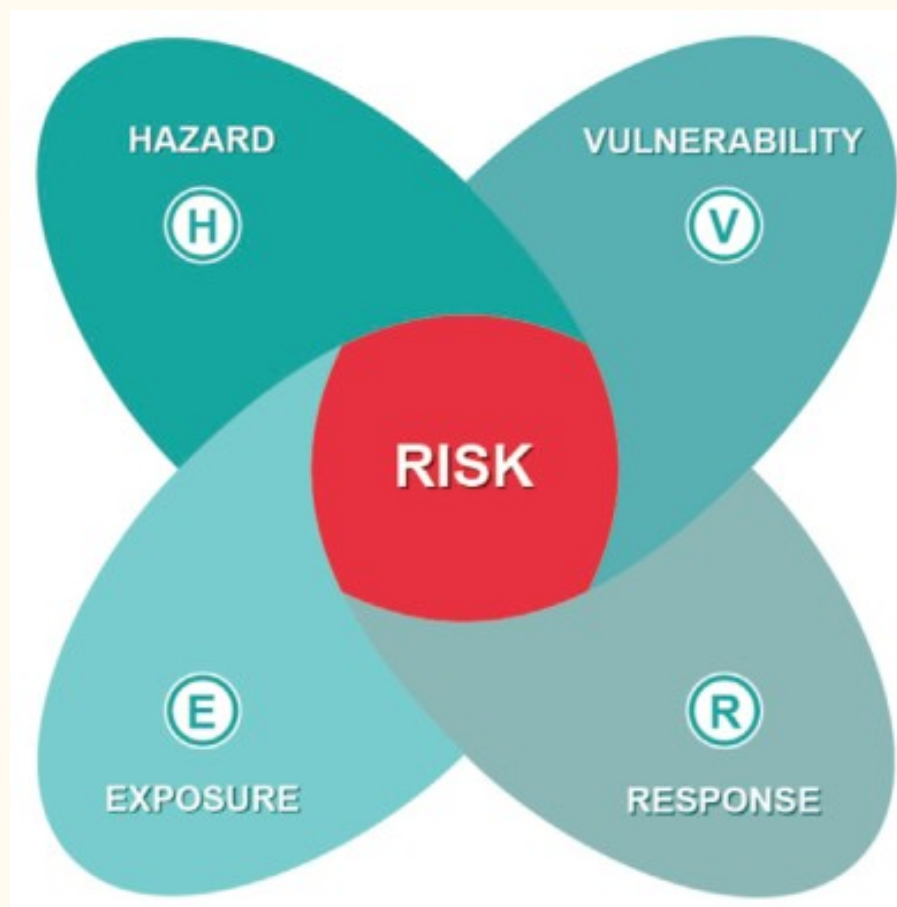 HAZARD
H
VULNERABILITY
V
RISK
E
EXPOSURE
R
RESPONSE